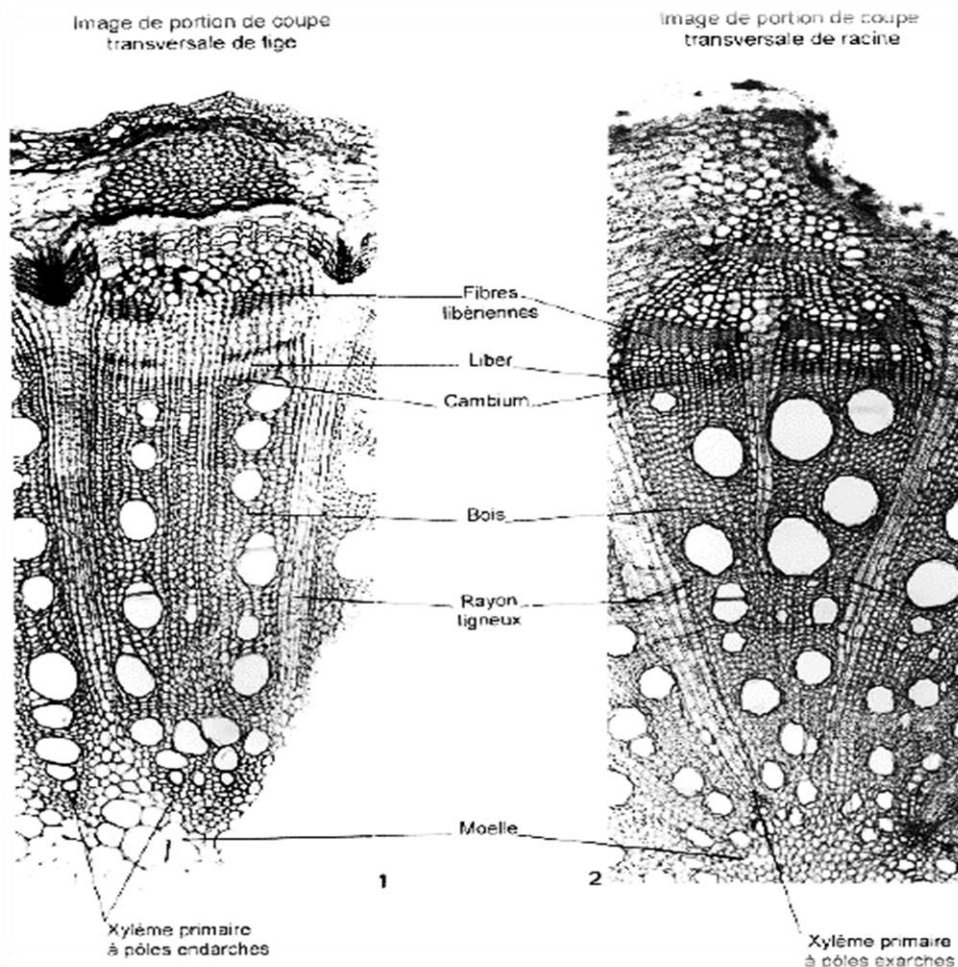 Image de portion de coupe
transversale de tige
Image de portion de coupe
transversale de racine
Fibres
libériennes
Liber
Cambium
Bois
Rayon
ligneux
Moelle
1
2
Xylème primaire
à pôles endarches
Xylème primaire
à pôles exarches